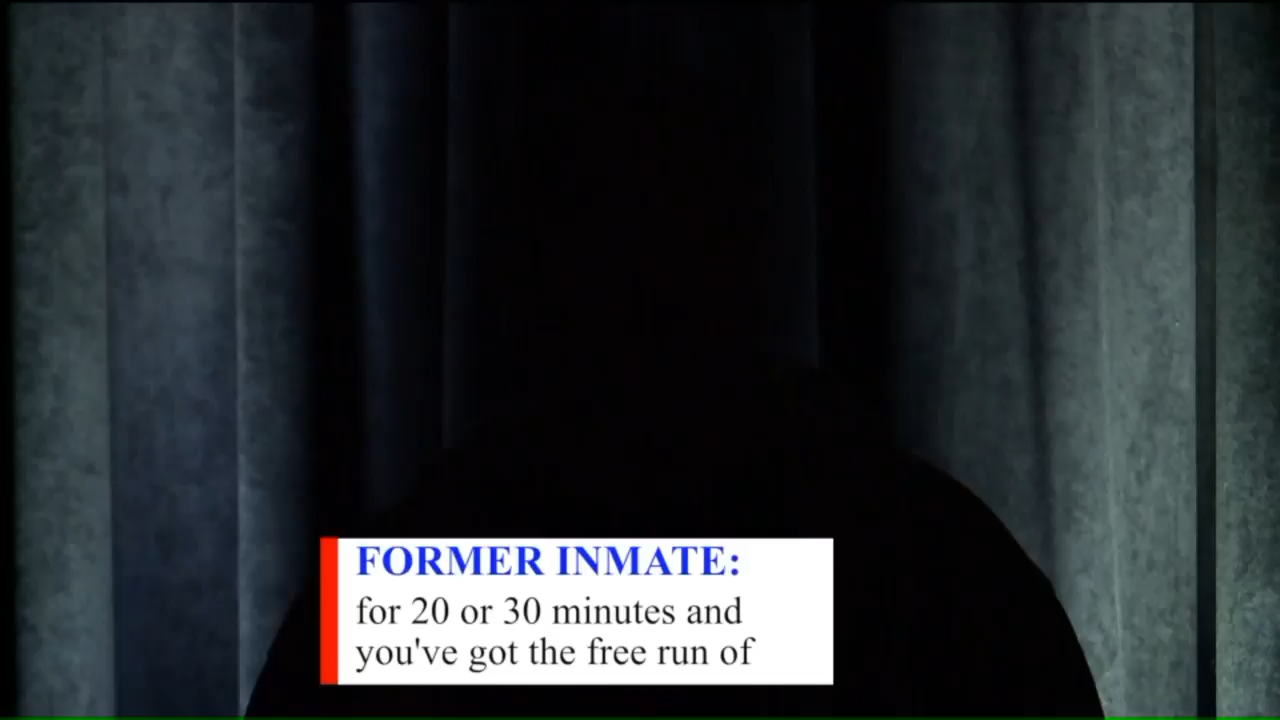 FORMER INMATE:
for 20 or 30 minutes and
you've got the free run of